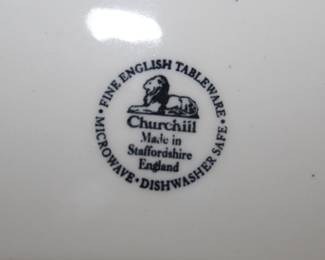 • FINE ENGLISH TABLEWARE •
Churchill
Made in
Staffordshire
England
MICROWAVE • DISHWASHER SAFE